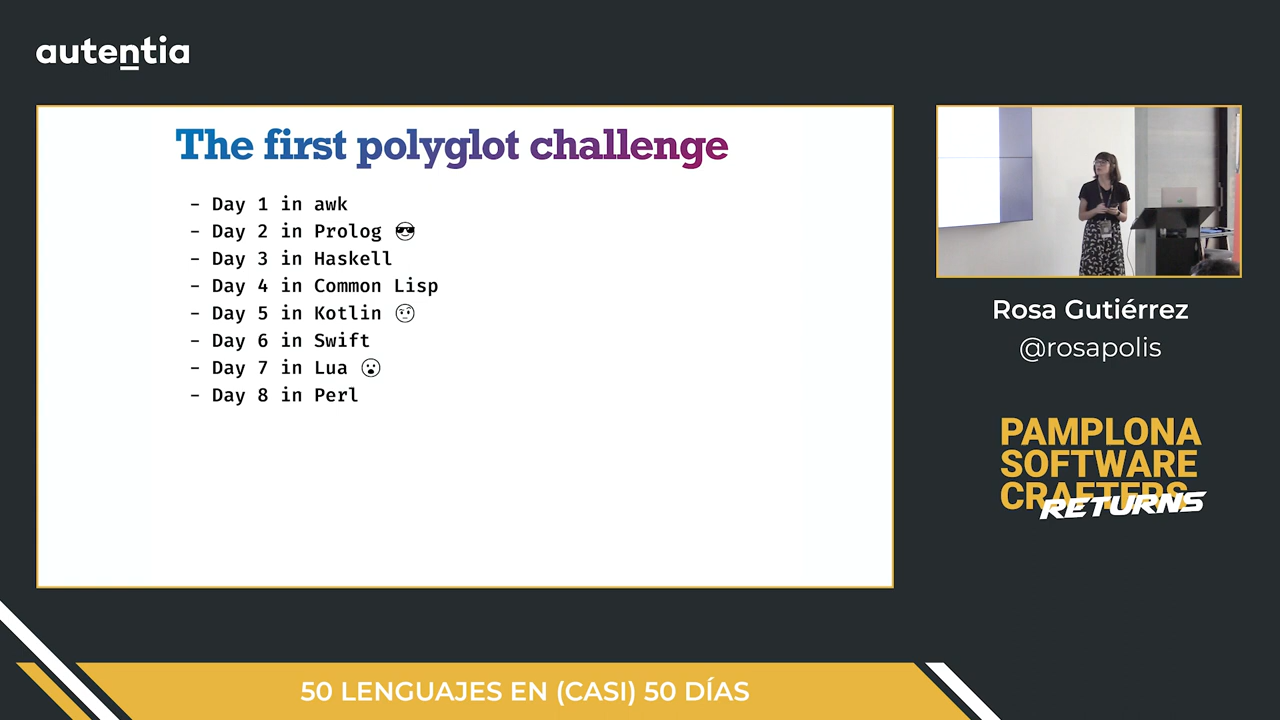 autentia
The first polyglot challenge
- Day 1 in awk
- Day 2 in Prolog 😎
- Day 3 in Haskell
- Day 4 in Common Lisp
- Day 5 in Kotlin 🤨
- Day 6 in Swift
- Day 7 in Lua 😮
- Day 8 in Perl
Rosa Gutiérrez
@rosapolis
PAMPLONA
SOFTWARE
CRAFTERS
RETURNS
50 LENGUAJES EN (CASI) 50 DÍAS